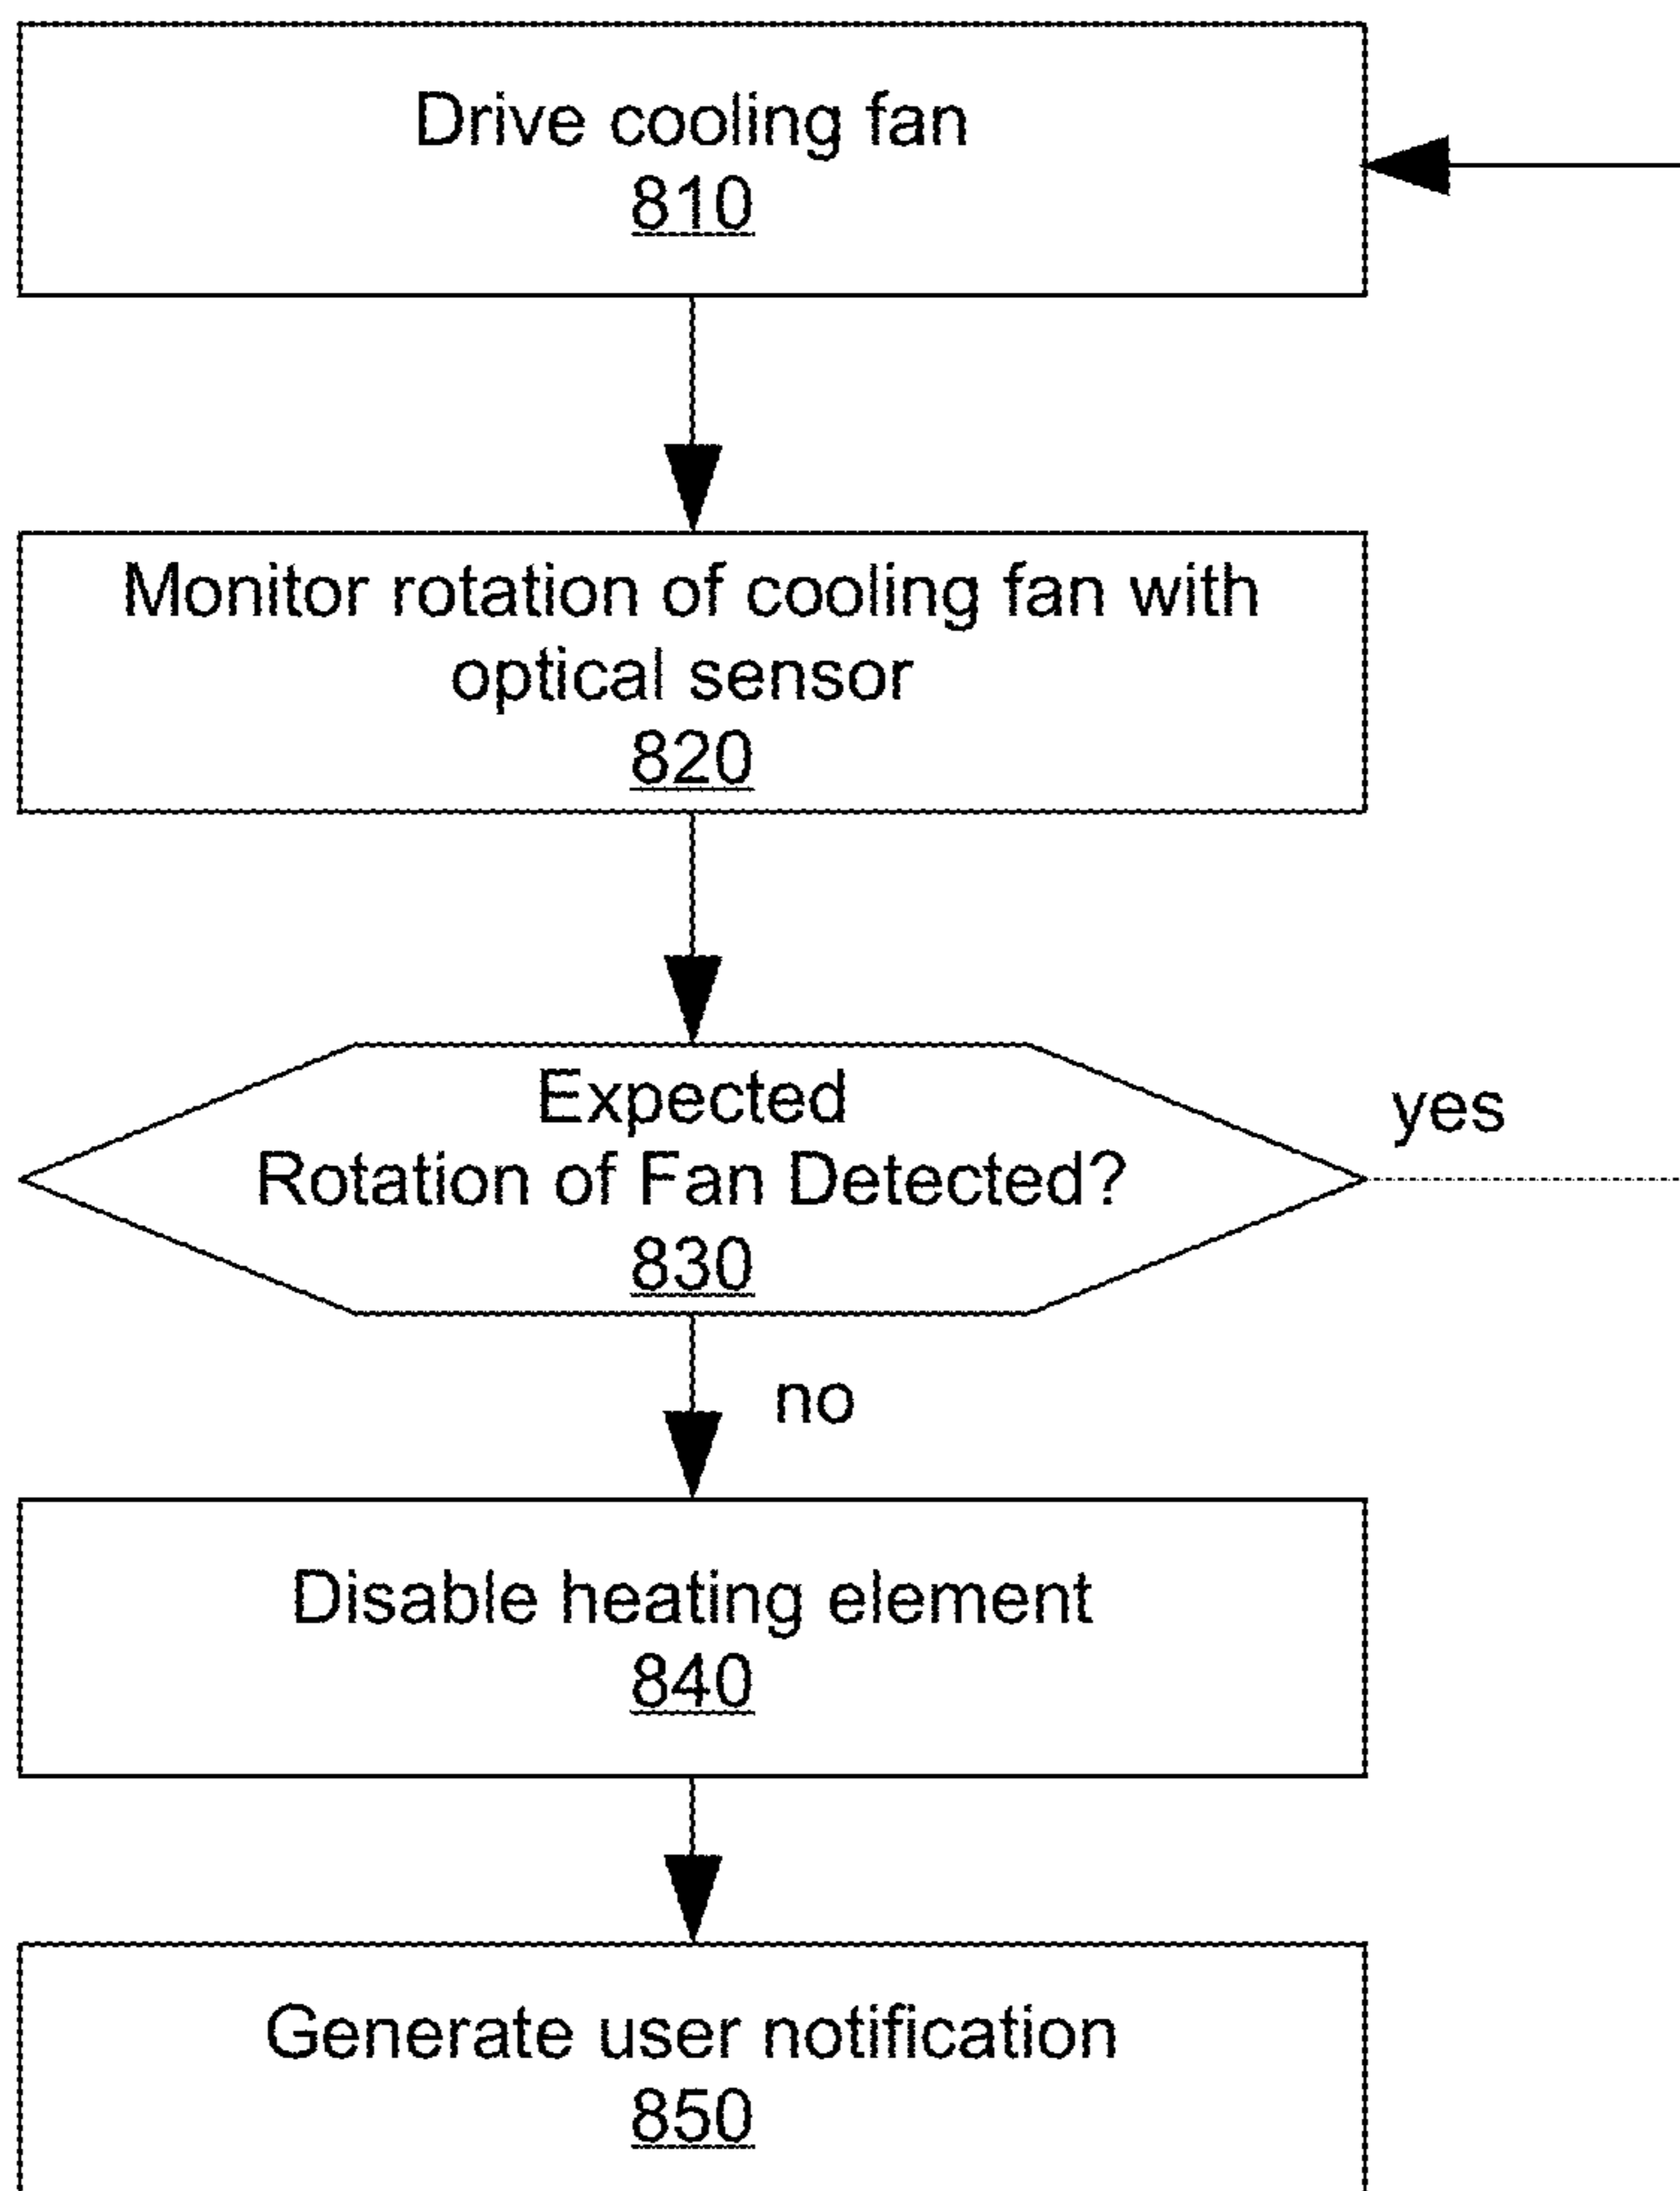 Drive cooling fan
810
Monitor rotation of cooling fan with
optical sensor
820
Expected
Rotation of Fan Detected?
830
yes
no
Disable heating element
840
Generate user notification
850